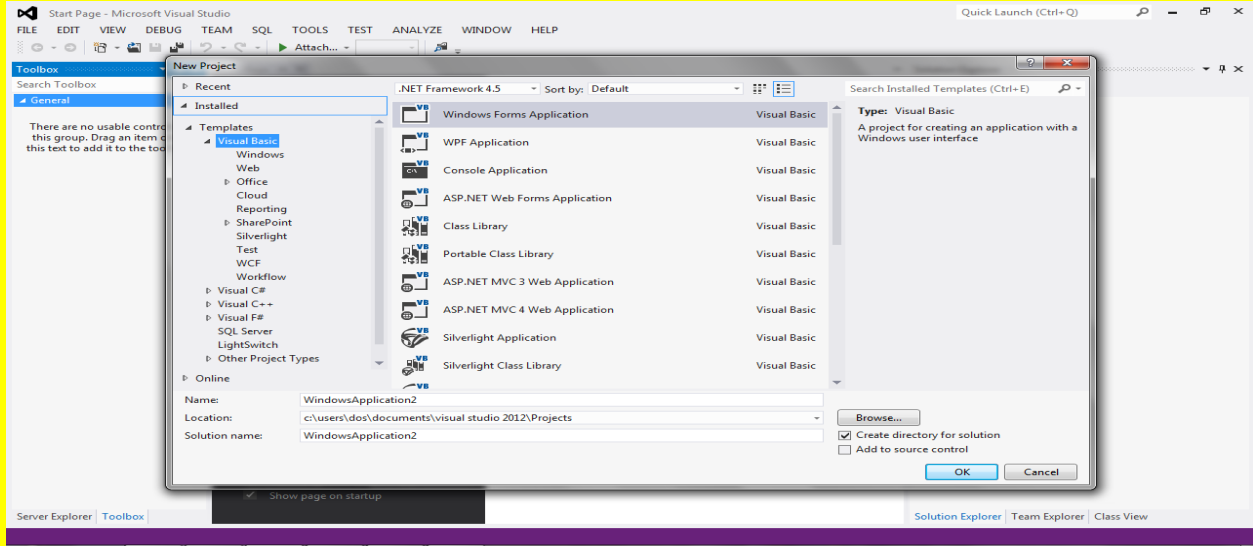 Start Page - Microsoft Visual Studio
Quick Launch (Ctrl+Q)
FILE EDIT VIEW DEBUG TEAM SQL TOOLS TEST ANALYZE WINDOW HELP
Attach...
Toolbox
Search Toolbox
General
There are no usable contro
this group. Drag an item o
this text to add it to the too
New Project
Recent
Installed
Templates
Visual Basic
Windows
Web
Office
Cloud
Reporting
SharePoint
Silverlight
Test
WCF
Workflow
Visual C#
Visual C++
Visual F#
SQL Server
LightSwitch
Other Project Types
Online
.NET Framework 4.5 Sort by: Default
Windows Forms Application Visual Basic
WPF Application Visual Basic
Console Application Visual Basic
ASP.NET Web Forms Application Visual Basic
Class Library Visual Basic
Portable Class Library Visual Basic
ASP.NET MVC 3 Web Application Visual Basic
ASP.NET MVC 4 Web Application Visual Basic
Silverlight Application Visual Basic
Silverlight Class Library Visual Basic
Search Installed Templates (Ctrl+E)
Type: Visual Basic
A project for creating an application with a
Windows user interface
Name: WindowsApplication2
Location: c:\users\dos\documents\visual studio 2012\Projects
Solution name: WindowsApplication2
Browse...
Create directory for solution
Add to source control
OK Cancel
Show page on startup
Server Explorer Toolbox
Solution Explorer Team Explorer Class View